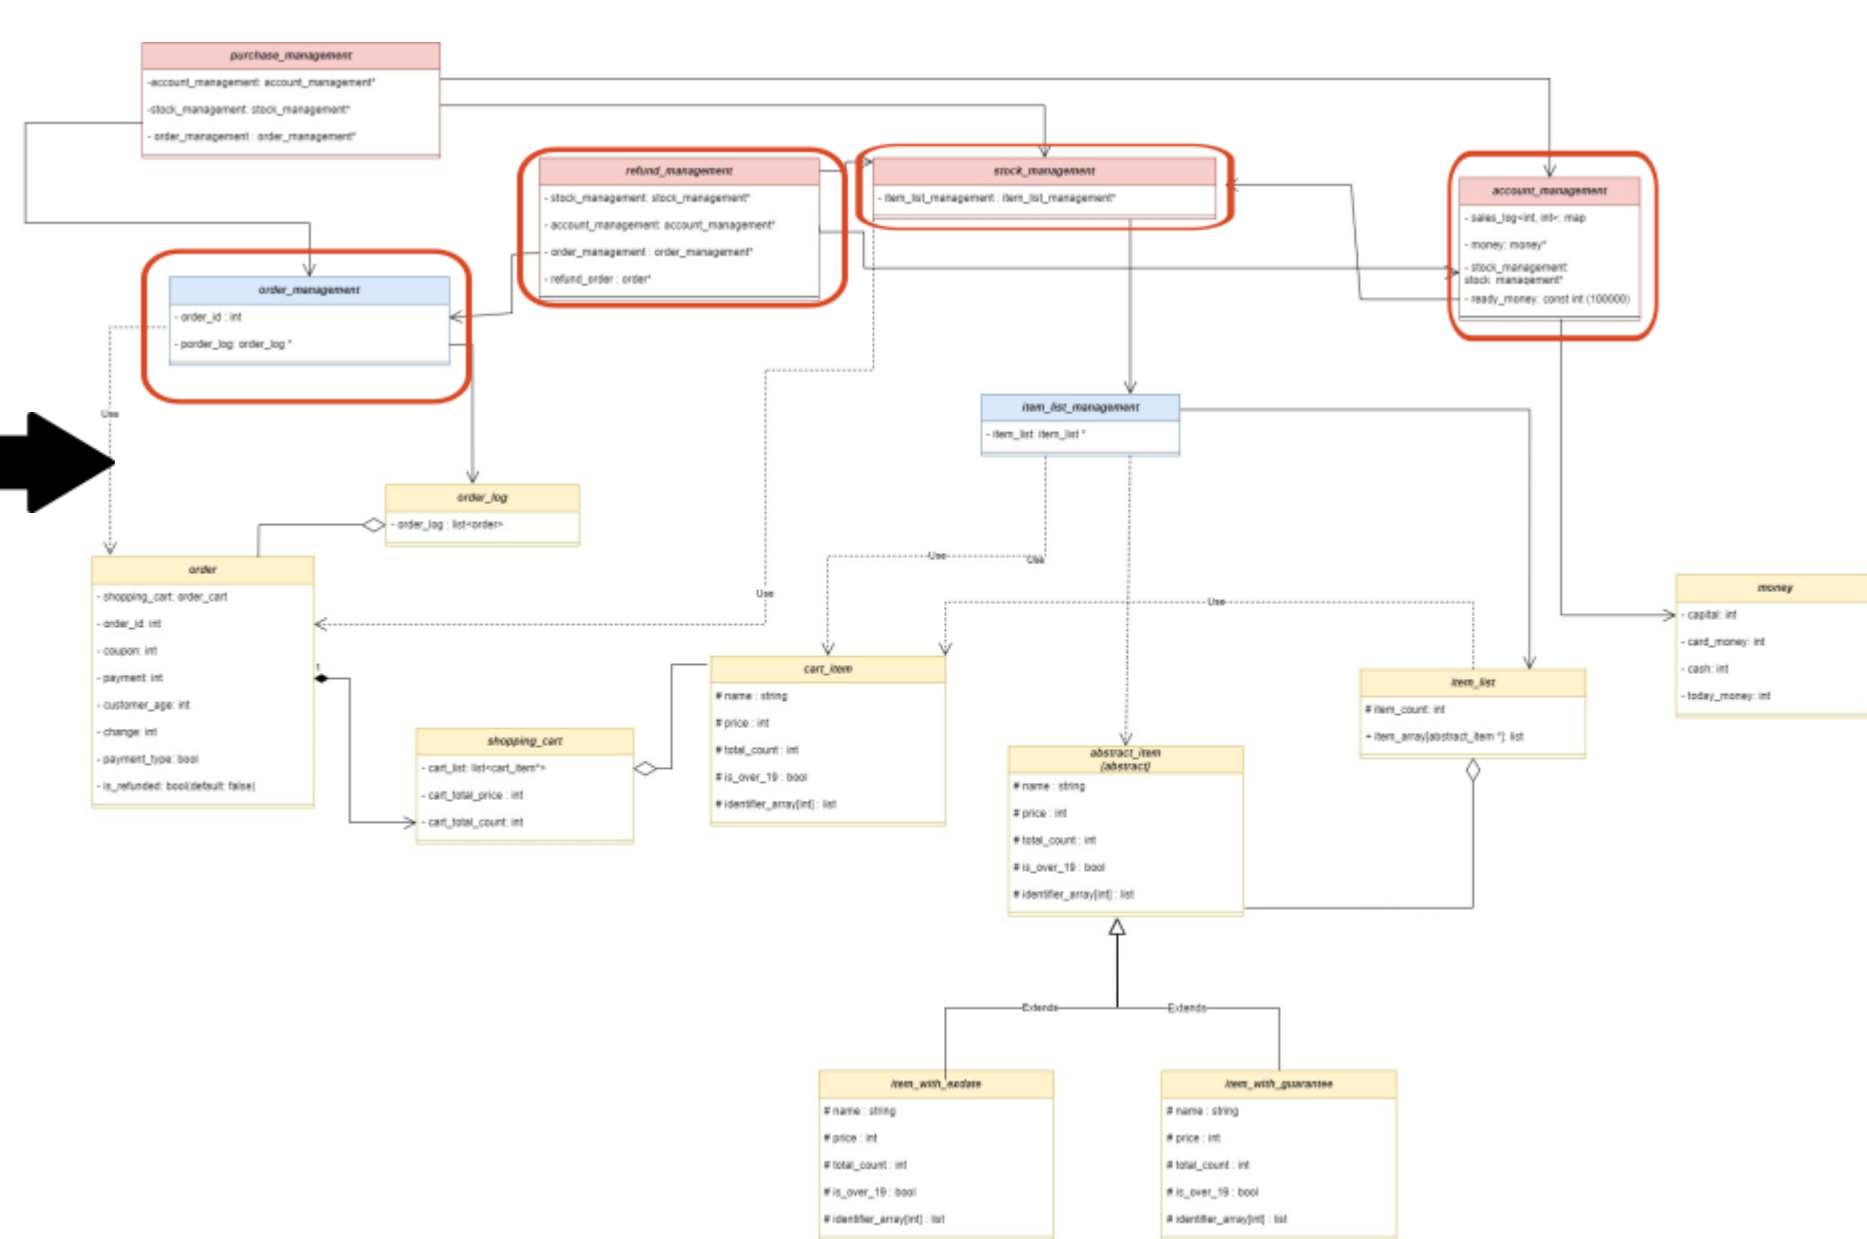 purchase_management
-account_management: account_management*
-stock_management: stock_management*
- order_management : order_management*
refund_management
- stock_management: stock_management*
- account_management: account_management*
- order_management : order_management*
- refund_order : order*
stock_management
- item_list_management : item_list_management*
account_management
- sales_log<int, int>: map
- money: money*
- stock_management:
stock_management*
- ready_money: const int (100000)
order_management
- order_id : int
- porder_log: order_log *
Use
item_list_management
- item_list: item_list *
order_log
- order_log : list<order>
Use
Use
Use
Use
order
- shopping_cart: order_cart
- order_id: int
- coupon: int
- payment: int
- customer_age: int
- change: int
- payment_type: bool
- is_refunded: bool(default: false)
1
money
- capital: int
- card_money: int
- cash: int
- today_money: int
cart_item
# name : string
# price : int
# total_count : int
# is_over_19 : bool
# identifier_array[int] : list
item_list
# item_count: int
+ item_array[abstract_item *]: list
shopping_cart
- cart_list: list<cart_item*>
- cart_total_price : int
- cart_total_count: int
abstract_item
(abstract)
# name : string
# price : int
# total_count : int
# is_over_19 : bool
# identifier_array[int] : list
Extends
Extends
item_with_exdate
# name : string
# price : int
# total_count : int
# is_over_19 : bool
# identifier_array[int] : list
item_with_guarantee
# name : string
# price : int
# total_count : int
# is_over_19 : bool
# identifier_array[int] : list